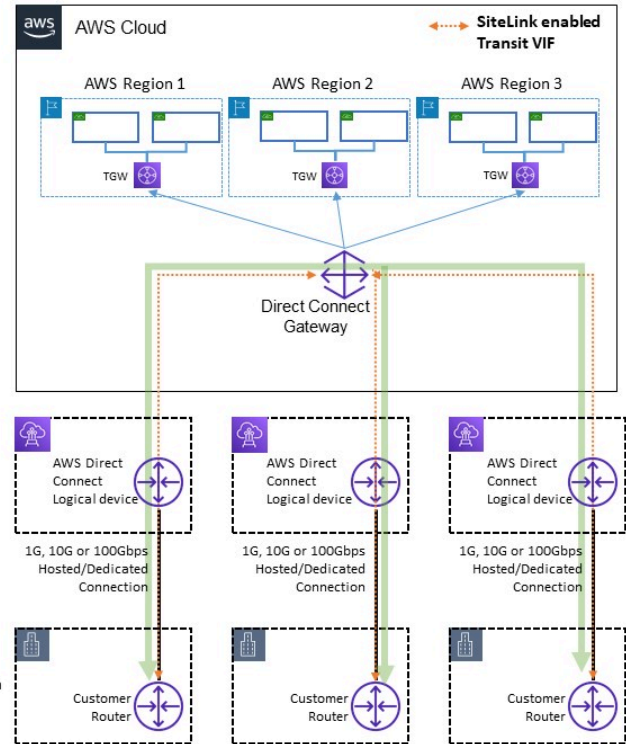 aws
AWS Cloud
SiteLink enabled
Transit VIF
AWS Region 1
AWS Region 2
AWS Region 3
TGW
TGW
TGW
Direct Connect
Gateway
AWS Direct
Connect
Logical device
AWS Direct
Connect
Logical device
AWS Direct
Connect
Logical device
1G, 10G or 100Gbps
Hosted/Dedicated
Connection
1G, 10G or 100Gbps
Hosted/Dedicated
Connection
1G, 10G or 100Gbps
Hosted/Dedicated
Connection
Customer
Router
Customer
Router
Customer
Router